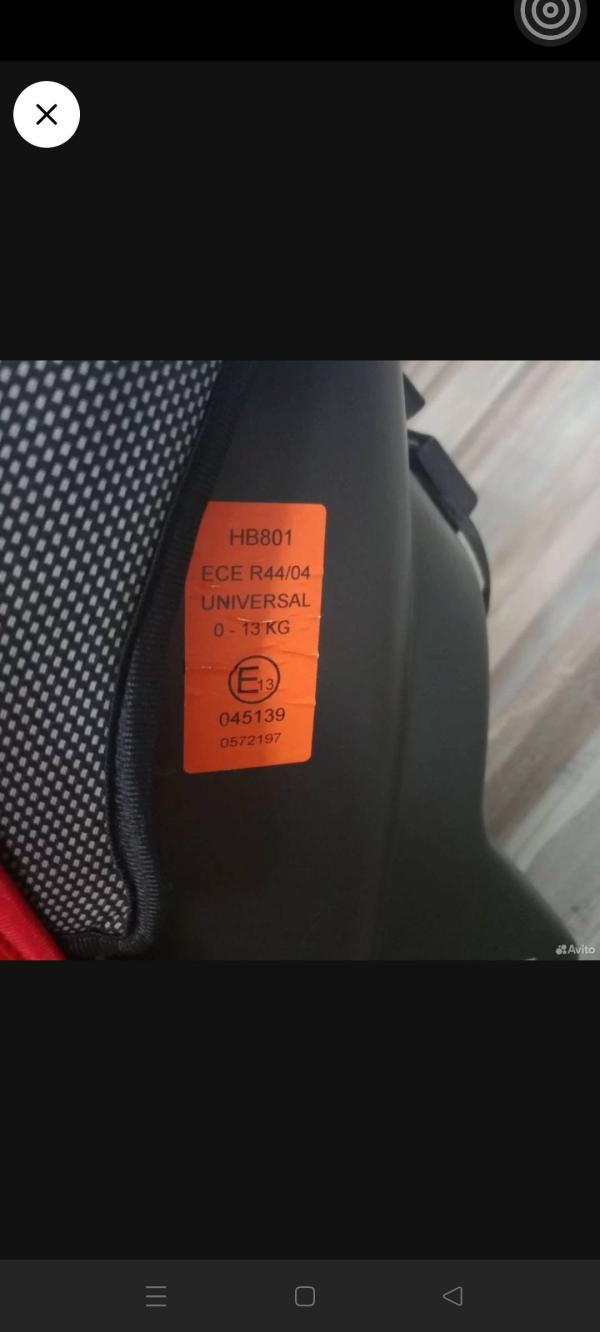 HB801
ECE R44/04
UNIVERSAL
0 - 13 KG
E13
045139
0572197
Avito